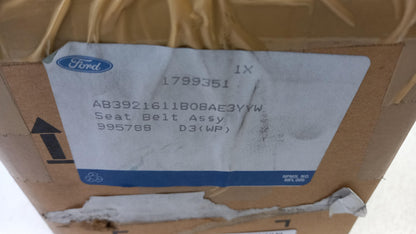 Ford
1X
1799351
AB3921611B08AE3YYW
Seat Belt Assy
995788 D3(WP)